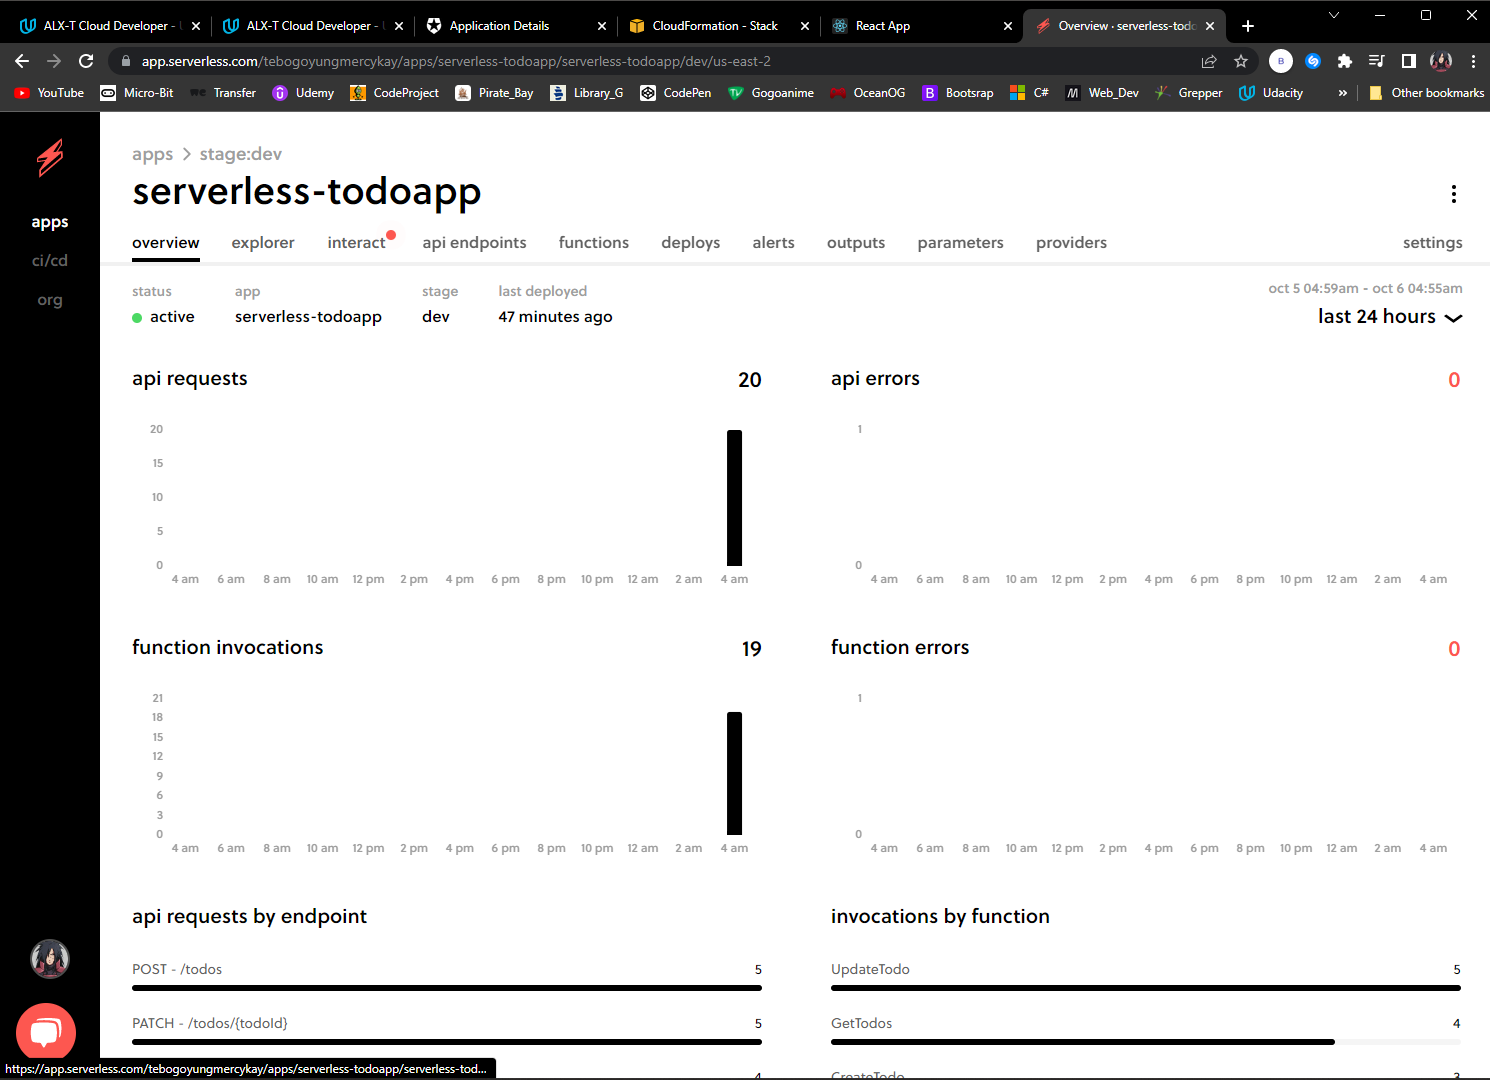 ALX-T Cloud Developer -
ALX-T Cloud Developer -
Application Details
CloudFormation - Stack
React App
Overview · serverless-todo
app.serverless.com/tebogoyungmercykay/apps/serverless-todoapp/serverless-todoapp/dev/us-east-2
YouTube
Micro-Bit
Transfer
Udemy
CodeProject
Pirate_Bay
Library_G
CodePen
Gogoanime
OceanOG
Bootsrap
C#
Web_Dev
Grepper
Udacity
»
Other bookmarks
apps
ci/cd
org
apps > stage:dev
serverless-todoapp
overview explorer interact api endpoints functions deploys alerts outputs parameters providers settings
status app stage last deployed
active serverless-todoapp dev 47 minutes ago
oct 5 04:59am - oct 6 04:55am
last 24 hours
api requests 20
20
15
10
5
0
4 am 6 am 8 am 10 am 12 pm 2 pm 4 pm 6 pm 8 pm 10 pm 12 am 2 am 4 am
api errors 0
1
0
4 am 6 am 8 am 10 am 12 pm 2 pm 4 pm 6 pm 8 pm 10 pm 12 am 2 am 4 am
function invocations 19
21
18
15
12
9
6
3
0
4 am 6 am 8 am 10 am 12 pm 2 pm 4 pm 6 pm 8 pm 10 pm 12 am 2 am 4 am
function errors 0
1
0
4 am 6 am 8 am 10 am 12 pm 2 pm 4 pm 6 pm 8 pm 10 pm 12 am 2 am 4 am
api requests by endpoint
POST - /todos 5
PATCH - /todos/{todoId} 5
4
invocations by function
UpdateTodo 5
GetTodos 4
CreateTodo 3
https://app.serverless.com/tebogoyungmercykay/apps/serverless-todoapp/serverless-tod...